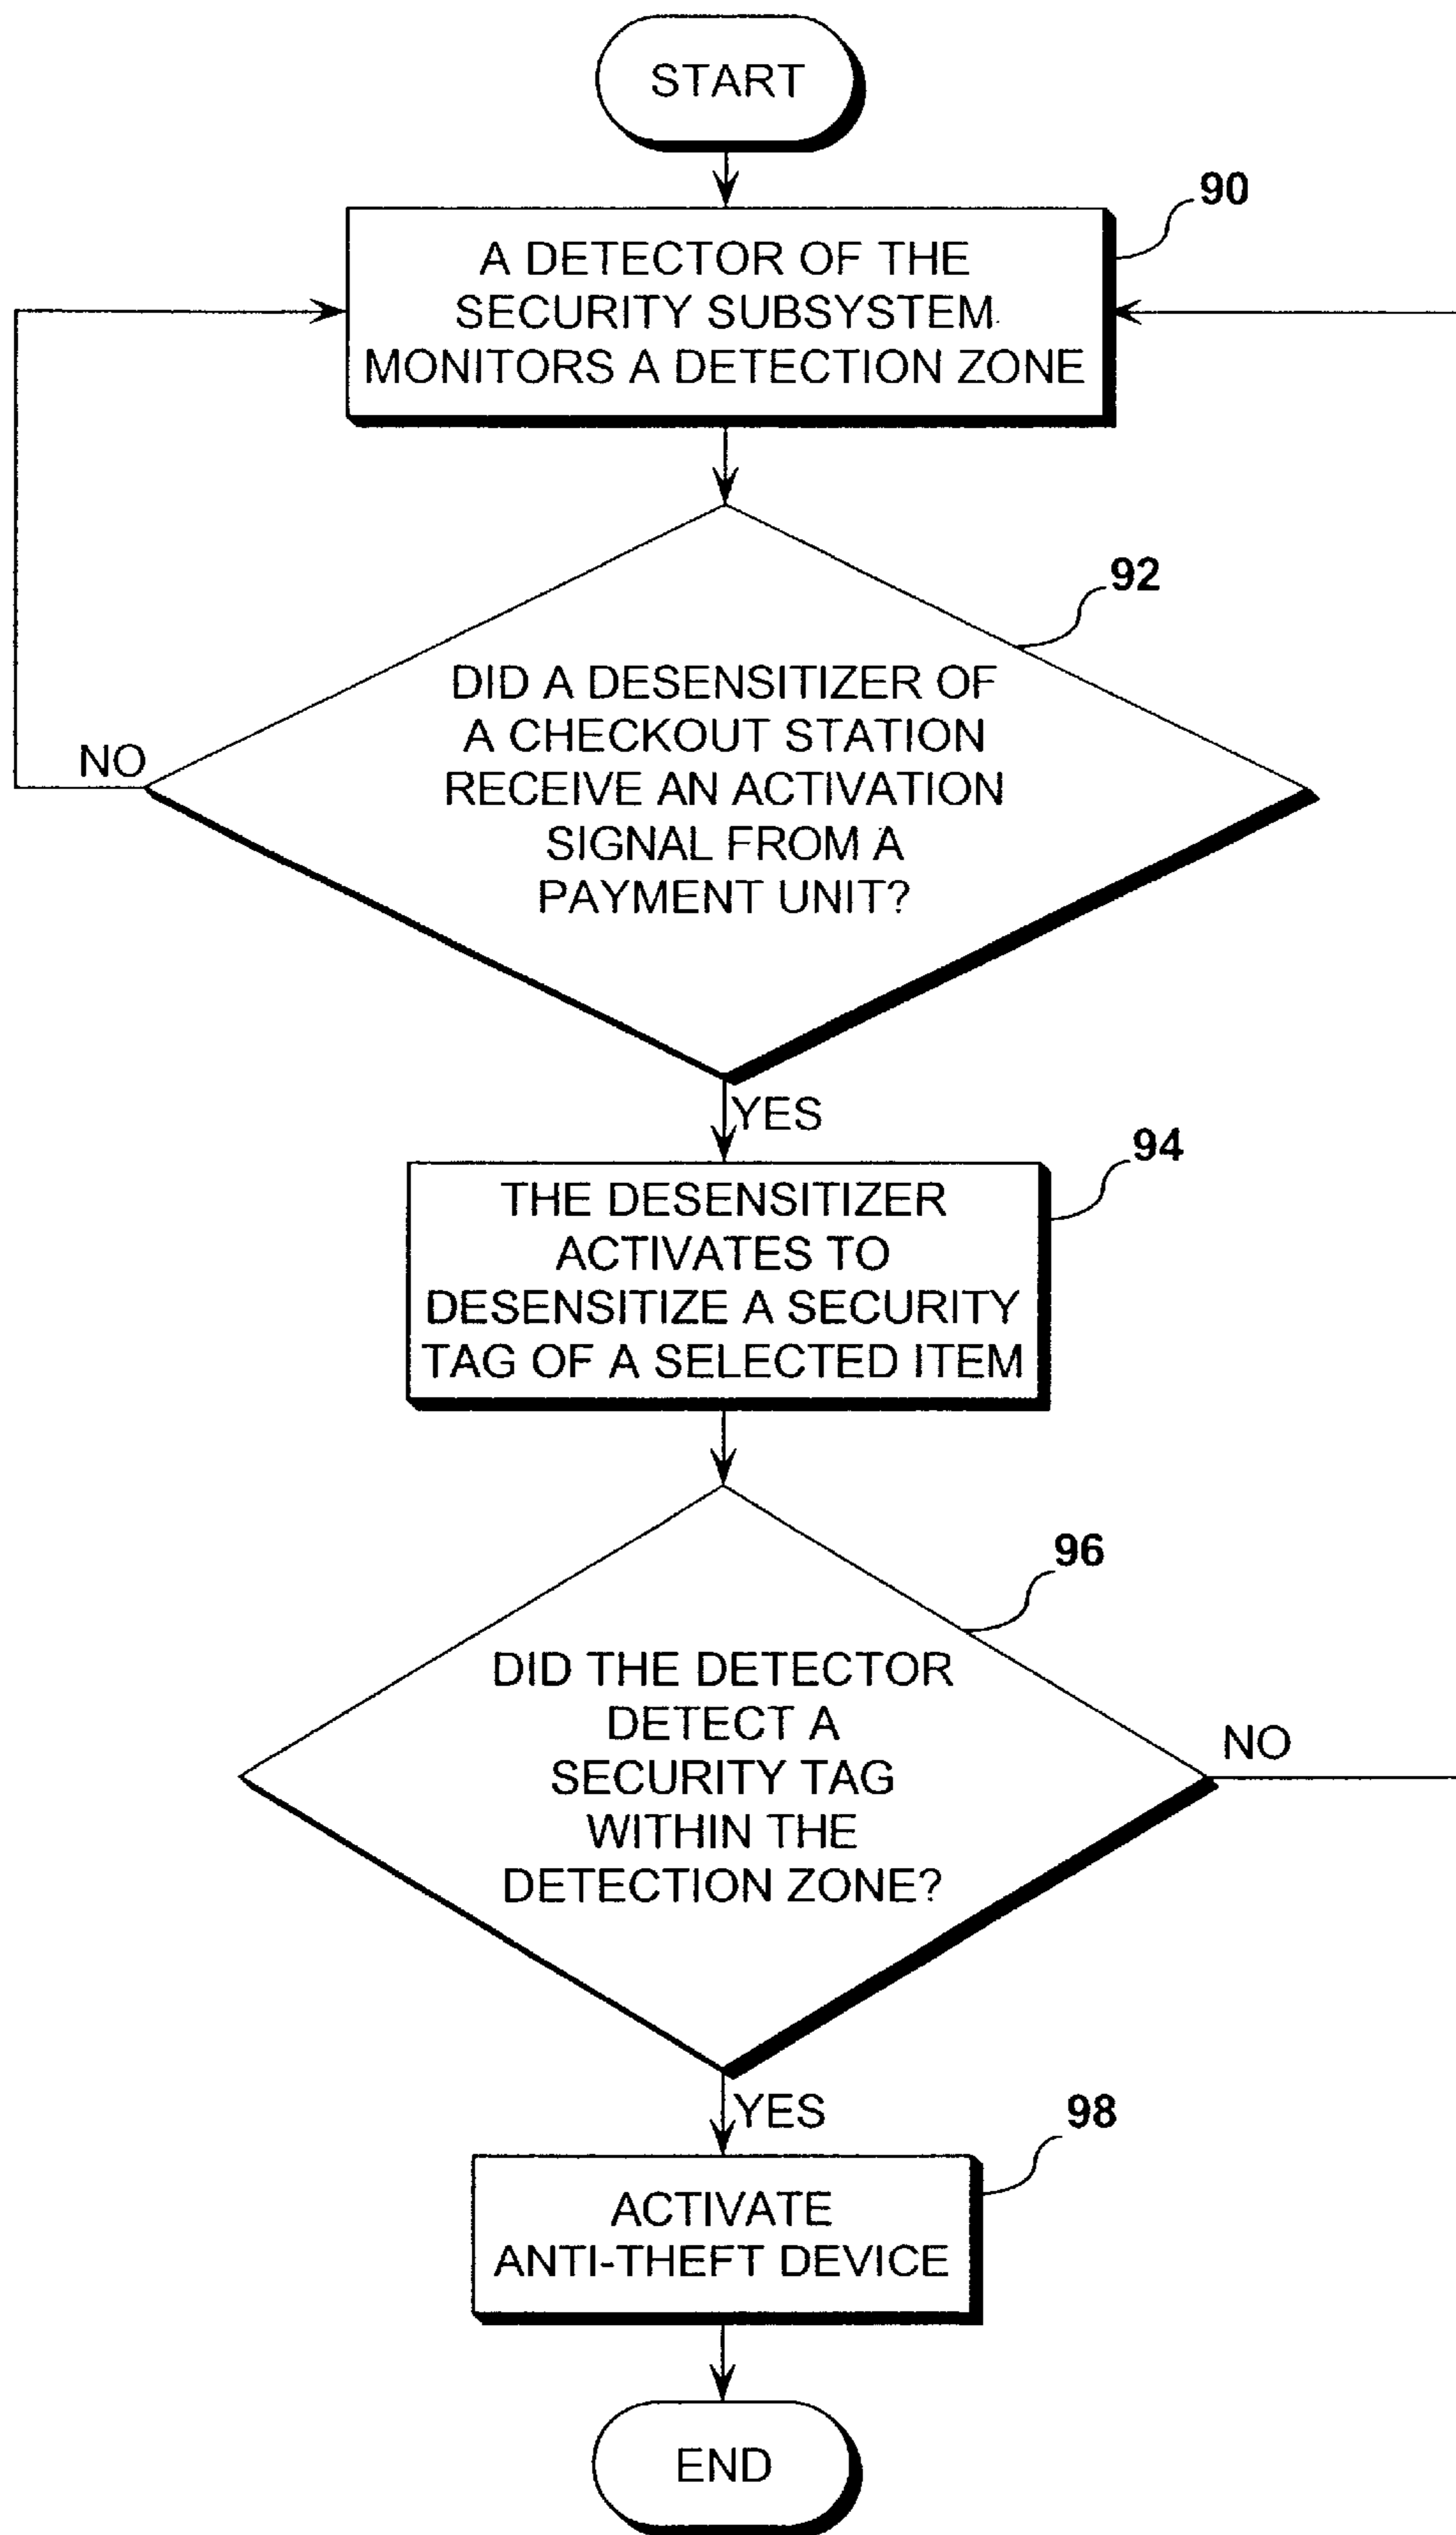 START
90
A DETECTOR OF THE
SECURITY SUBSYSTEM
MONITORS A DETECTION ZONE
92
DID A DESENSITIZER OF
A CHECKOUT STATION
RECEIVE AN ACTIVATION
SIGNAL FROM A
PAYMENT UNIT?
NO
YES
94
THE DESENSITIZER
ACTIVATES TO
DESENSITIZE A SECURITY
TAG OF A SELECTED ITEM
96
DID THE DETECTOR
DETECT A
SECURITY TAG
WITHIN THE
DETECTION ZONE?
NO
YES
98
ACTIVATE
ANTI-THEFT DEVICE
END